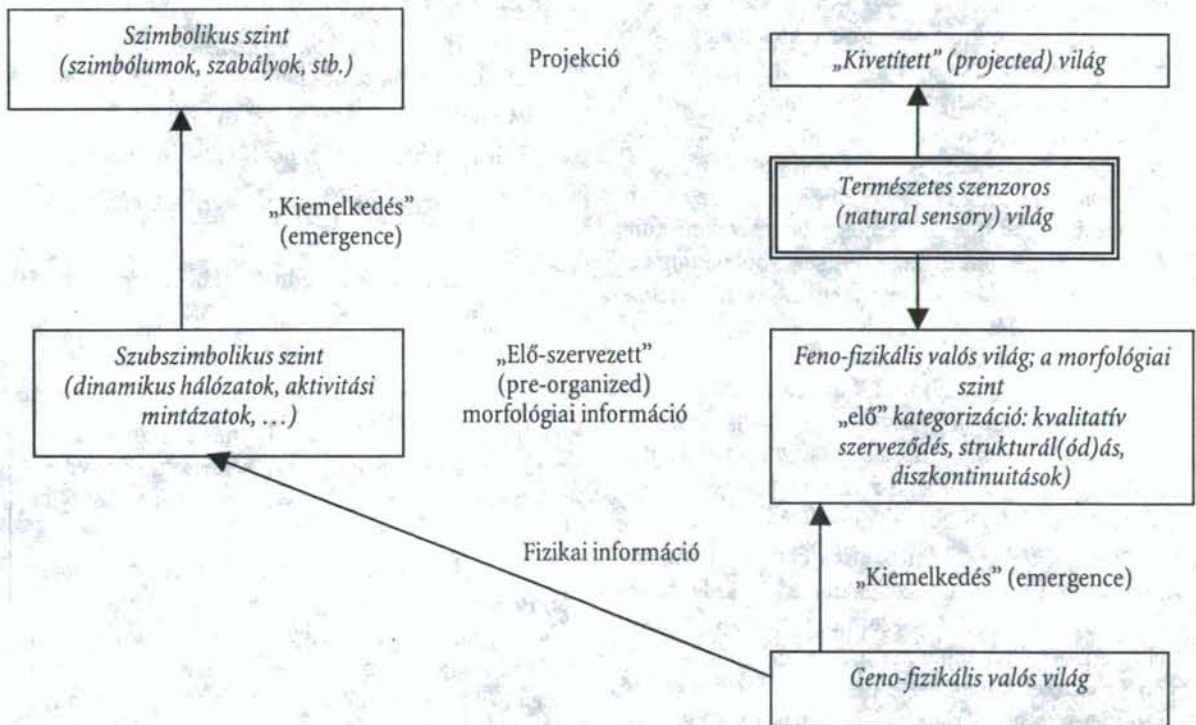 Szimbolikus szint
(szimbólumok, szabályok, stb.)
Projekció
„Kivetített” (projected) világ
Természetes szenzoros
(natural sensory) világ
„Kiemelkedés”
(emergence)
Szubszimbolikus szint
(dinamikus hálózatok, aktivitási
mintázatok, …)
„Elő-szervezett”
(pre-organized)
morfológiai információ
Feno-fizikális valós világ; a morfológiai
szint
„elő” kategorizáció: kvalitatív
szerveződés, strukturál(ód)ás,
diszkontinuitások)
Fizikai információ
„Kiemelkedés” (emergence)
Geno-fizikális valós világ